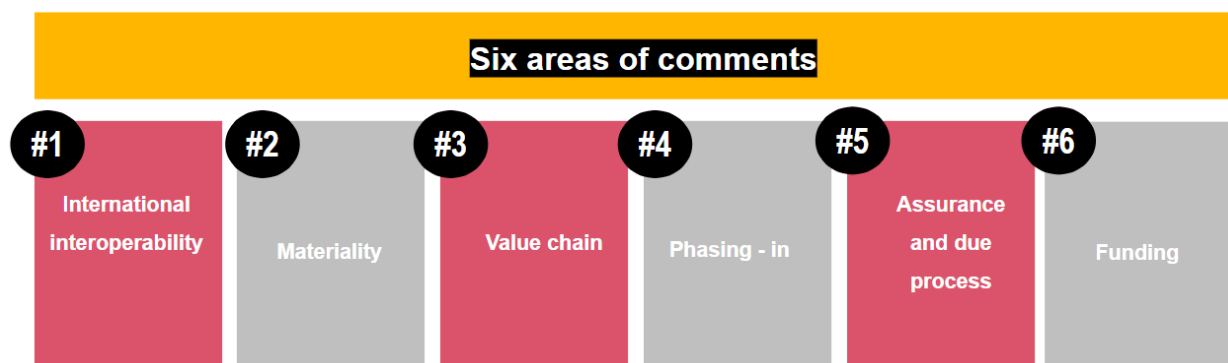 Six areas of comments
#1
International
interoperability
#2
Materiality
#3
Value chain
#4
Phasing - in
#5
Assurance
and due
process
#6
Funding